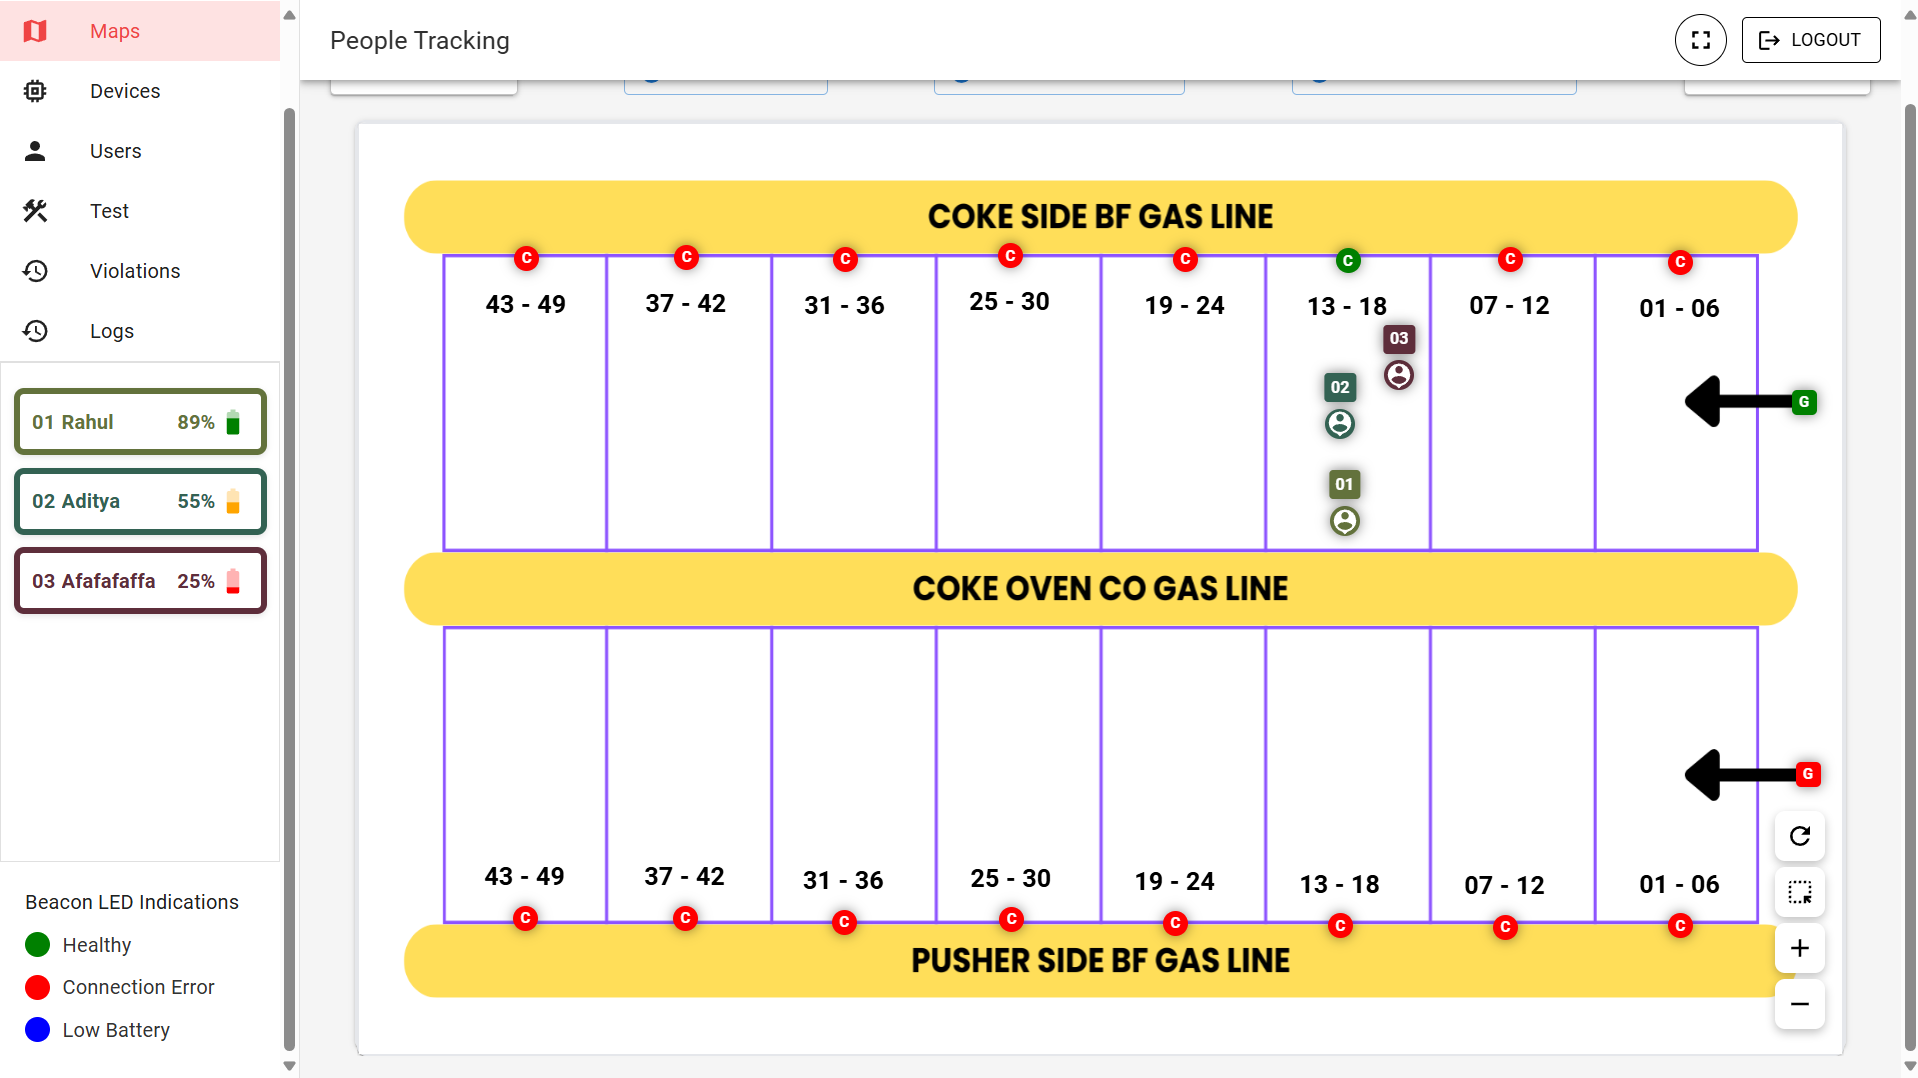 Maps
Devices
Users
Test
Violations
Logs
01 Rahul 89%
02 Aditya 55%
03 Afafafaffa 25%
Beacon LED Indications
Healthy
Connection Error
Low Battery
People Tracking
LOGOUT
COKE SIDE BF GAS LINE
C C C C C C C C
43 - 49 37 - 42 31 - 36 25 - 30 19 - 24 13 - 18 07 - 12 01 - 06
03
02
G
01
COKE OVEN CO GAS LINE
G
43 - 49 37 - 42 31 - 36 25 - 30 19 - 24 13 - 18 07 - 12 01 - 06
C C C C C C C C
PUSHER SIDE BF GAS LINE